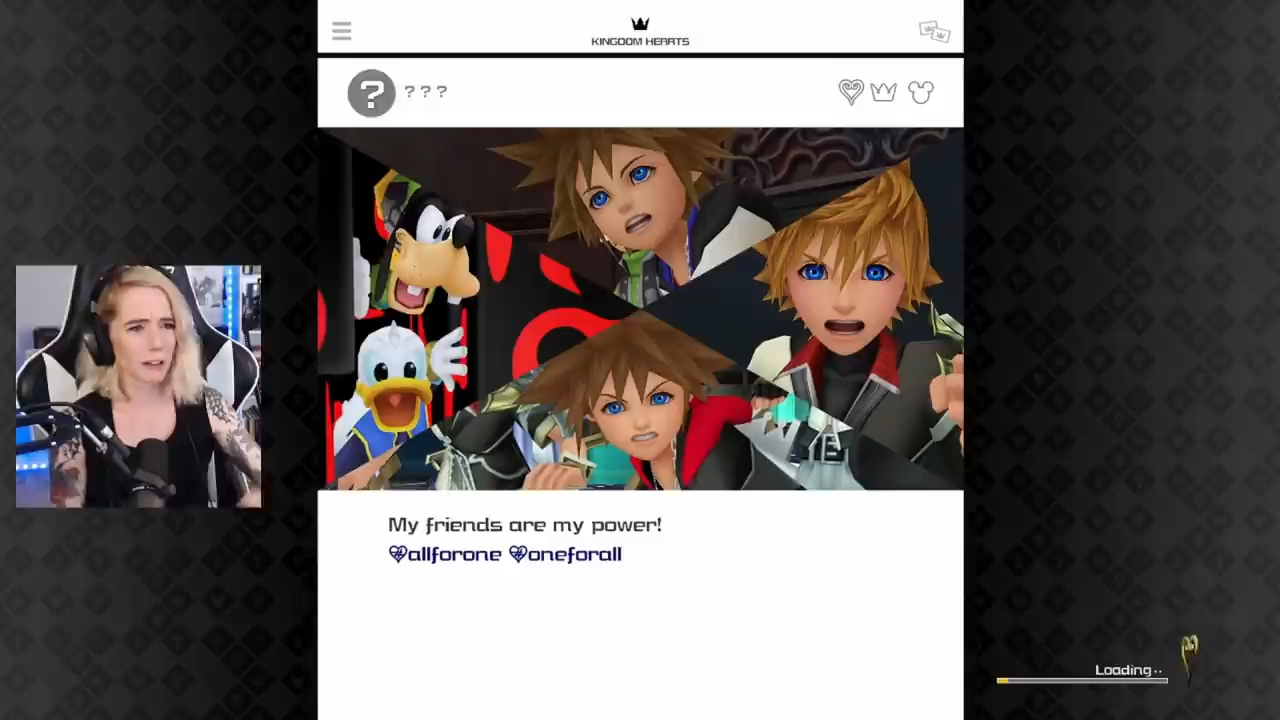 KINGDOM HEARTS
?
? ? ?
My friends are my power!
#allforone #oneforall
Loading..